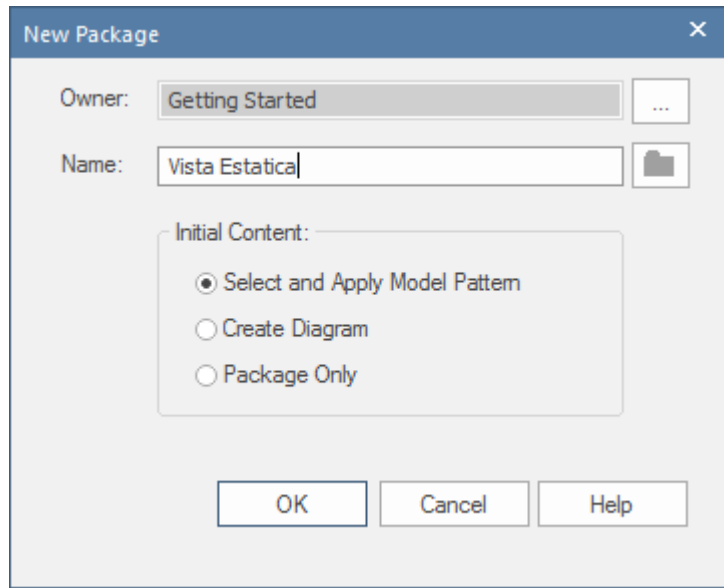 New Package
Owner: Getting Started ...
Name: Vista Estatica
Initial Content:
Select and Apply Model Pattern
Create Diagram
Package Only
OK Cancel Help